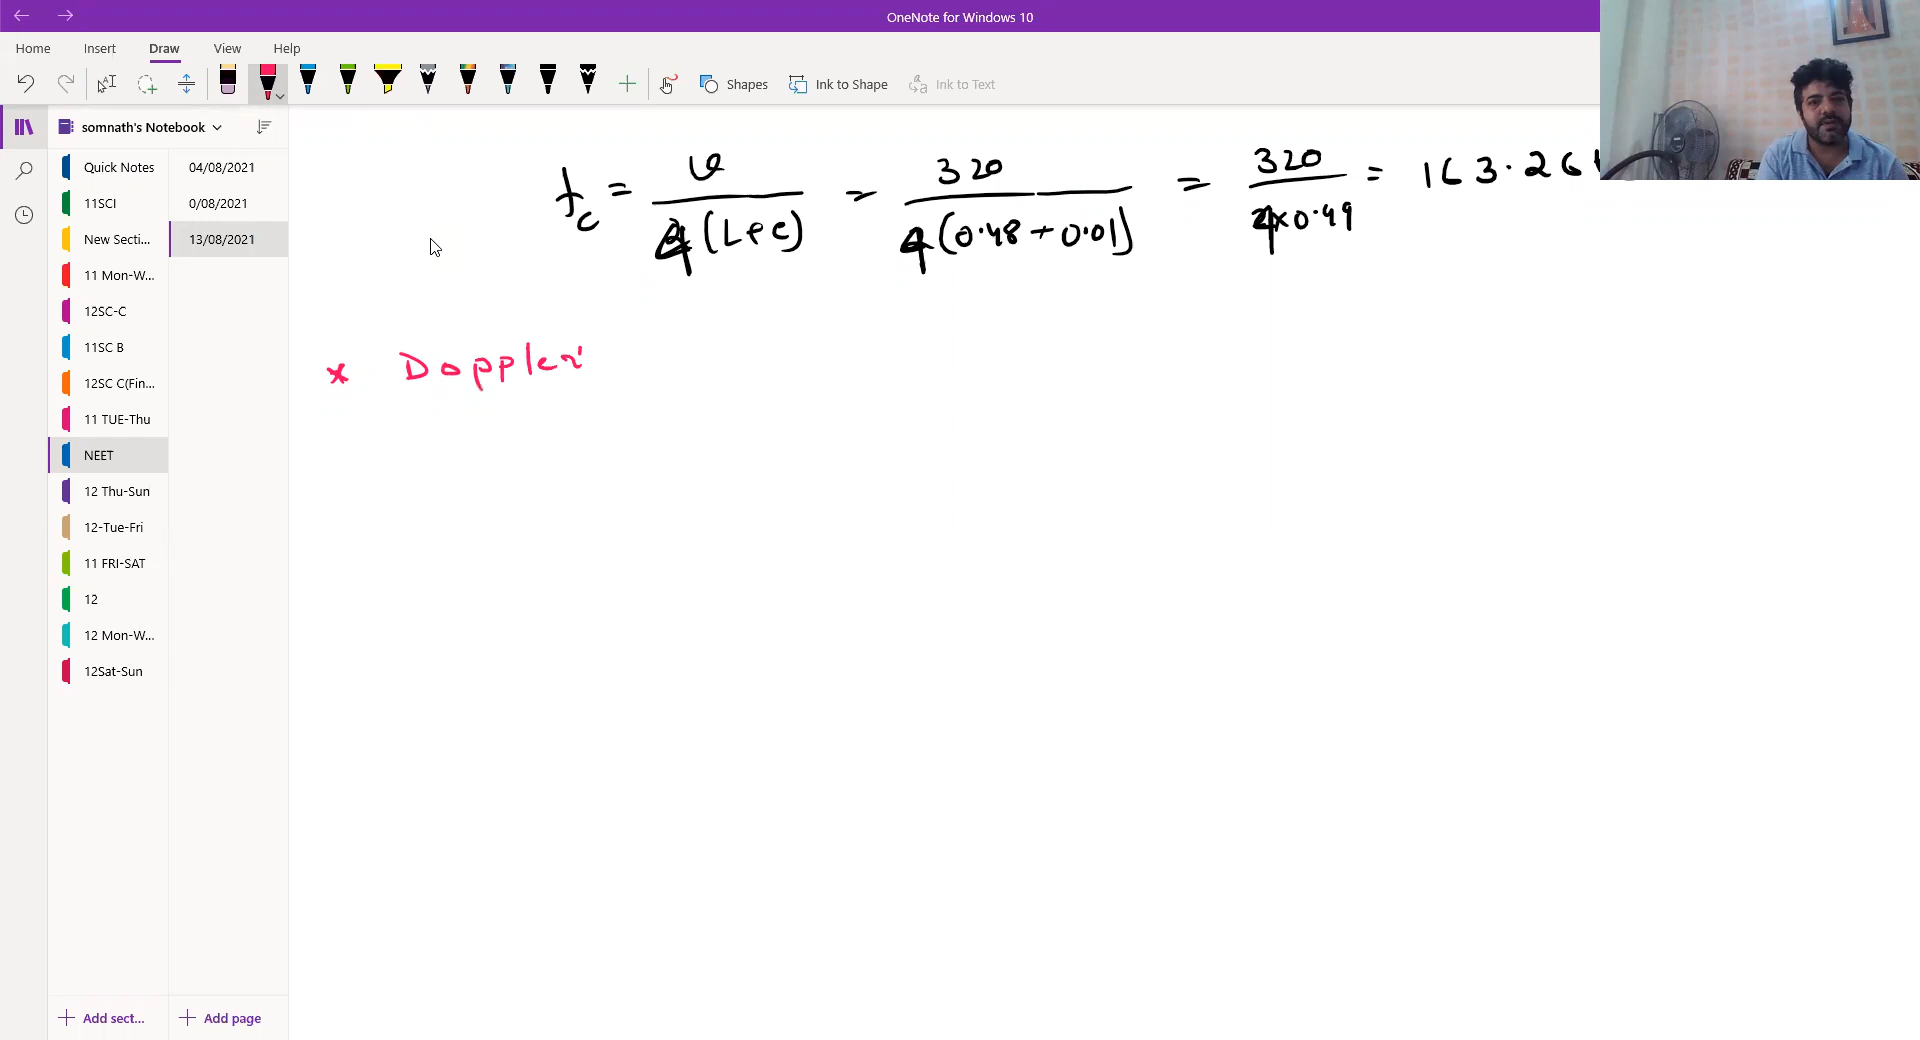 OneNote for Windows 10
Home Insert Draw View Help
Shapes Ink to Shape Ink to Text
somnath's Notebook
Quick Notes 04/08/2021
11SCI 0/08/2021
New Secti... 13/08/2021
11 Mon-W...
12SC-C
11SC B
12SC C(Fin...
11 TUE-Thu
NEET
12 Thu-Sun
12-Tue-Fri
11 FRI-SAT
12
12 Mon-W...
12Sat-Sun
Add sect... Add page
f_c = v / 4(L+e) = 320 / 4(0.48+0.01) = 320 / 4×0.49 = 163.26
* Doppler'